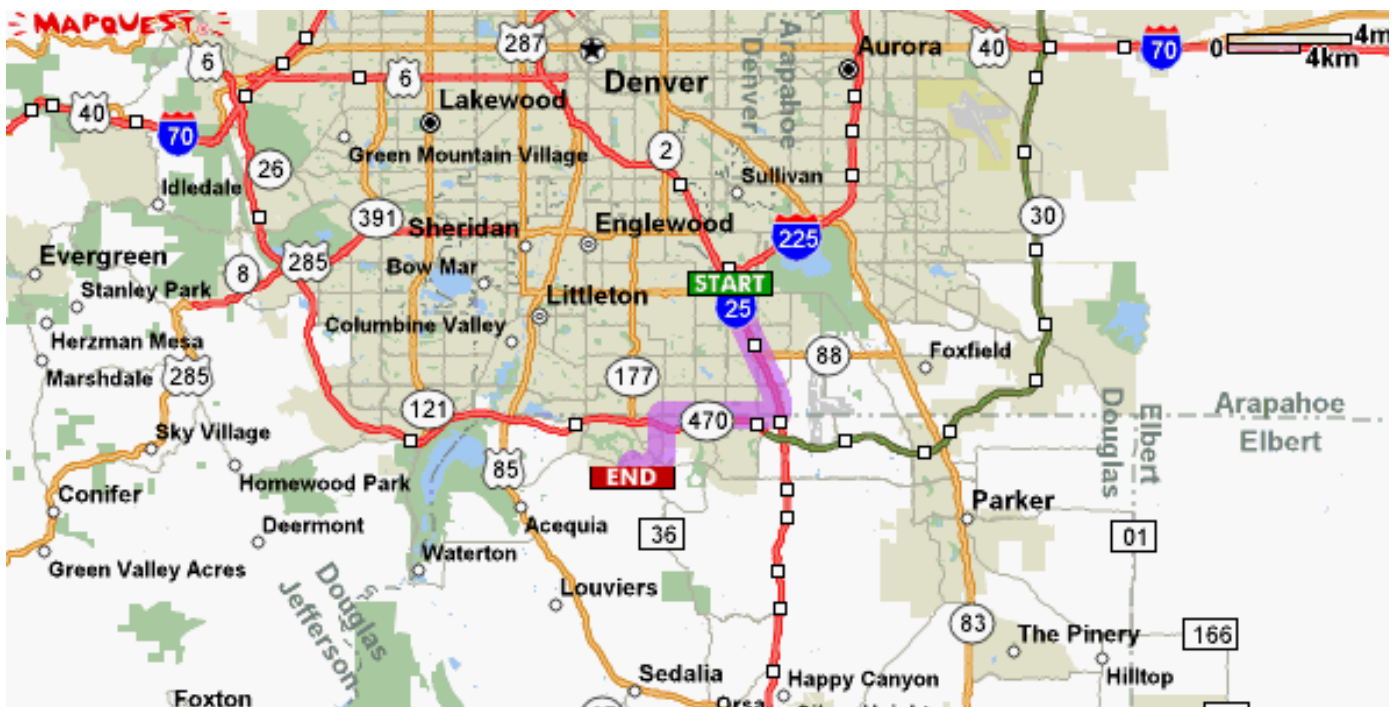 MAPQUEST
287
40
70
0
4m
4km
Aurora
6
Denver
Arapahoe
Denver
6
Lakewood
40
70
2
Green Mountain Village
Sullivan
26
Idledale
391
Sheridan
Englewood
30
225
Evergreen
8
285
Bow Mar
START
Stanley Park
Littleton
25
Columbine Valley
Herzman Mesa
88
Foxfield
Marshdale
285
177
121
470
Arapahoe
Elbert
Douglas
Elbert
Sky Village
85
END
Homewood Park
Conifer
Parker
Deermont
Acequia
36
01
Green Valley Acres
Waterton
Louviers
Douglas
Jefferson
83
The Pinery
166
Sedalia
Happy Canyon
Hilltop
Foxton